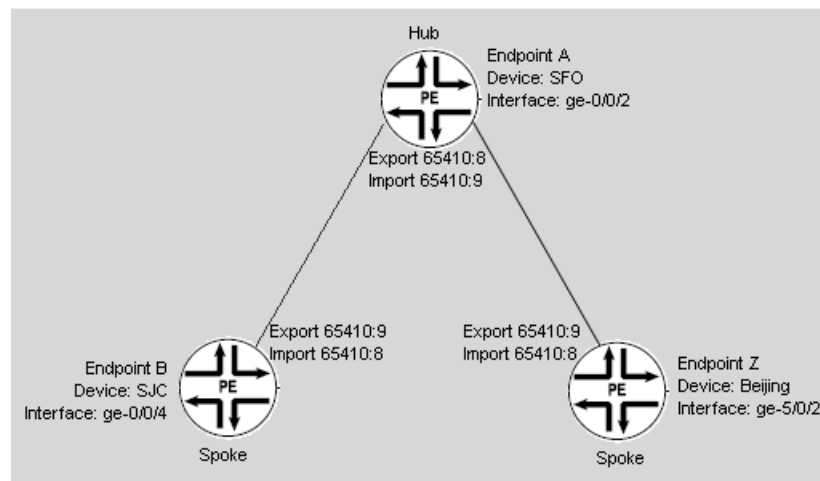 Hub
Endpoint A
Device: SFO
Interface: ge-0/0/2
PE
Export 65410:8
Import 65410:9
Export 65410:9
Import 65410:8
Endpoint B
Device: SJC
Interface: ge-0/0/4
PE
Spoke
Export 65410:9
Import 65410:8
Endpoint Z
Device: Beijing
Interface: ge-5/0/2
PE
Spoke